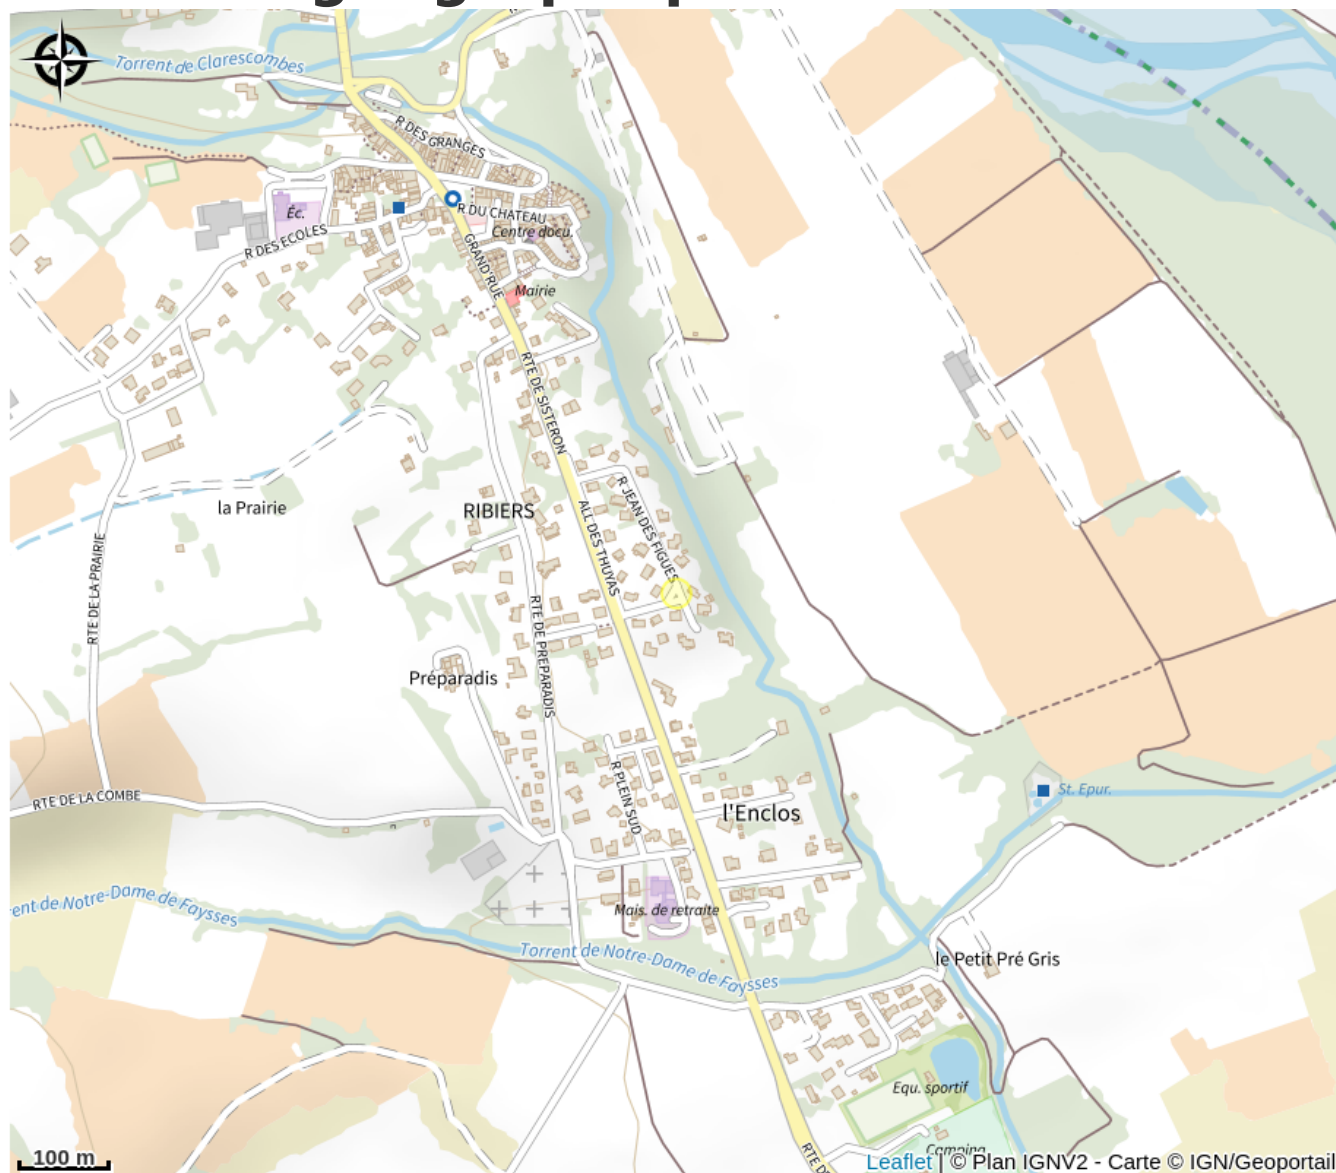 Torrent de Clarescombes
R DES GRANGES
Éc.
R DU CHATEAU
Centre docu.
R DES ECOLES
GRAND'RUE
Mairie
RTE DE SISTERON
la Prairie
RIBIERS
R JEAN DES FIGUES
ALL DES THUYAS
RTE DE LA PRAIRIE
RTE DE PREPARADIS
Préparadis
RTE DE LA COMBE
R PLEIN SUD
l'Enclos
St. Epur.
rent de Notre-Dame de Faysses
Mais. de retraite
Torrent de Notre-Dame de Faysses
le Petit Pré Gris
Equ. sportif
Camping
RTE D
100 m
Leaflet | © Plan IGNV2 - Carte © IGN/Geoportail